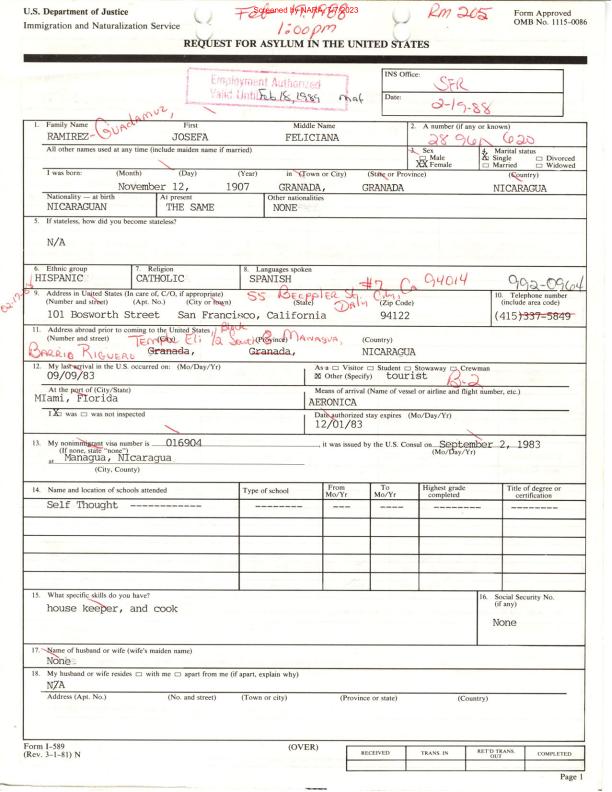 U.S. Department of Justice
Immigration and Naturalization Service
Screened by NARA, 7/7/2023
1:00pm
Rm 205
Form Approved
OMB No. 1115-0086
REQUEST FOR ASYLUM IN THE UNITED STATES
Employment Authorized
Valid Until Feb 18, 1989
INS Office: SFR
Date: 2-19-88
1. Family Name First Middle Name
RAMIREZ-Guadamuz, JOSEFA FELICIANA
2. A number (if any or known)
28 961 620
All other names used at any time (include maiden name if married)
3. Sex
□ Male
XX Female
4. Marital status
X Single □ Divorced
□ Married □ Widowed
I was born: (Month) (Day) (Year) in (Town or City) (State or Province) (Country)
November 12, 1907 GRANADA, GRANADA NICARAGUA
Nationality — at birth At present Other nationalities
NICARAGUAN THE SAME NONE
5. If stateless, how did you become stateless?
N/A
6. Ethnic group 7. Religion 8. Languages spoken
HISPANIC CATHOLIC SPANISH
#7 Ca 94014
992-0964
02-17-88
9. Address in United States (In care of, C/O, if appropriate)
(Number and street) (Apt. No.) (City or town) (State) (Zip Code)
55 St. Daly City,
101 Bosworth Street San Francisco, California 94122
10. Telephone number
(include area code)
(415)337-5849
11. Address abroad prior to coming to the United States
(Number and street) (City) (Province) (Country)
Block
Temple Eli 1/2 South E Managua,
Barrio Riguero Granada, Granada, NICARAGUA
12. My last arrival in the U.S. occurred on: (Mo/Day/Yr)
09/09/83
As a □ Visitor □ Student □ Stowaway □ Crewman
X Other (Specify) tourist B-2
At the port of (City/State)
MIami, Florida
Means of arrival (Name of vessel or airline and flight number, etc.)
AERONICA
I X was □ was not inspected
Date authorized stay expires (Mo/Day/Yr)
12/01/83
13. My nonimmigrant visa number is 016904, it was issued by the U.S. Consul on September 2, 1983
(If none, state "none") (Mo/Day/Yr)
at Managua, NIcaragua
(City, County)
14. Name and location of schools attended Type of school From Mo/Yr To Mo/Yr Highest grade completed Title of degree or certification
Self Thought ------------ -------- --- ---- -------- --------
15. What specific skills do you have?
house keeper, and cook
16. Social Security No.
(if any)
None
17. Name of husband or wife (wife's maiden name)
None
18. My husband or wife resides □ with me □ apart from me (if apart, explain why)
N/A
Address (Apt. No.) (No. and street) (Town or city) (Province or state) (Country)
Form I-589
(Rev. 3-1-81) N
(OVER)
RECEIVED TRANS. IN RET'D TRANS. OUT COMPLETED
Page 1